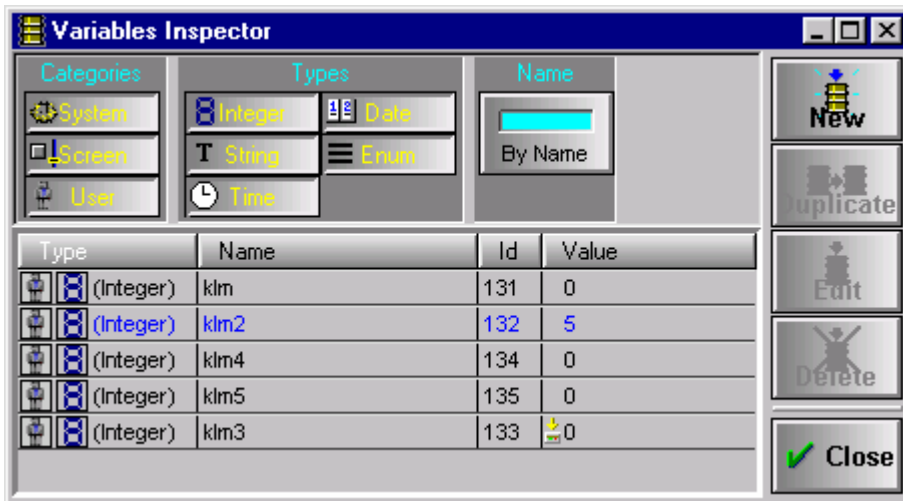 Variables Inspector
Categories Types Name
System Integer 12 Date
Screen T String Enum By Name
User Time
New
Duplicate
Edit
Delete
Close
Type Name Id Value
(Integer) klm 131 0
(Integer) klm2 132 5
(Integer) klm4 134 0
(Integer) klm5 135 0
(Integer) klm3 133 0